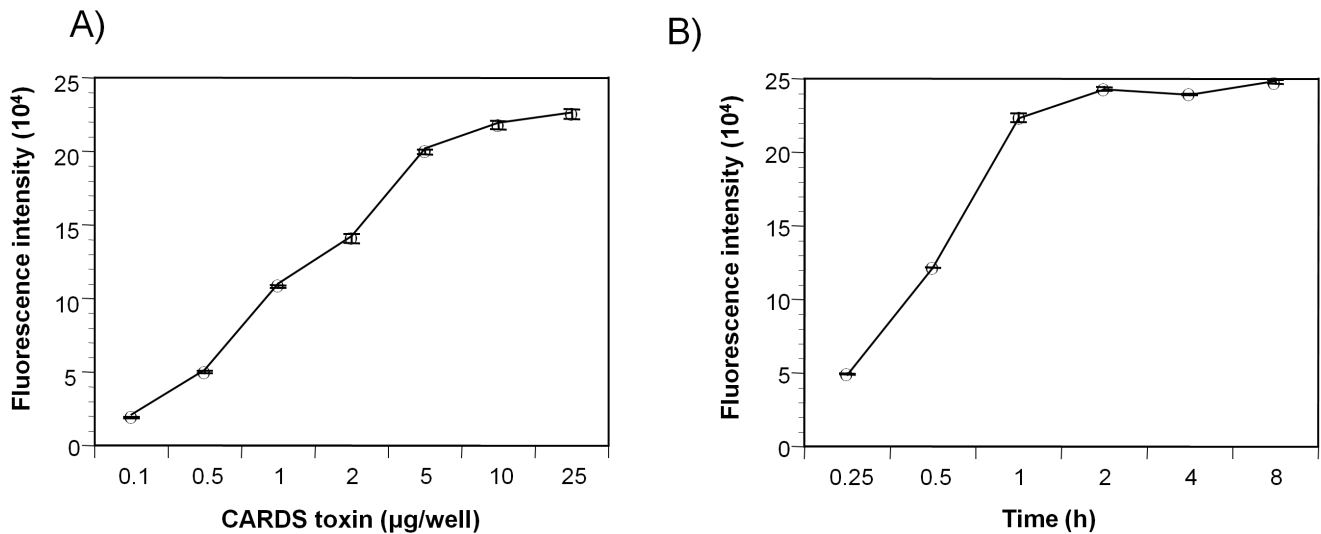 A)
Fluorescence intensity (10⁴)
25
20
15
10
5
0
0.1 0.5 1 2 5 10 25
CARDS toxin (µg/well)
B)
Fluorescence intensity (10⁴)
25
20
15
10
5
0
0.25 0.5 1 2 4 8
Time (h)